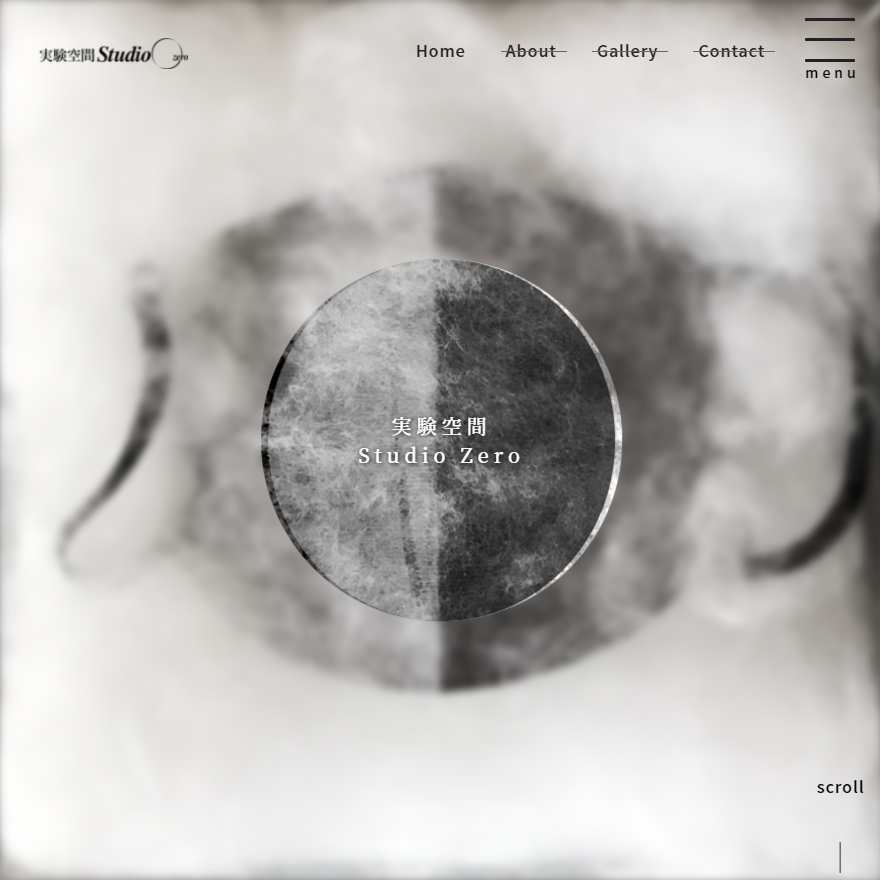 実験空間 Studio zero
Home About Gallery Contact
menu
実験空間
Studio Zero
scroll